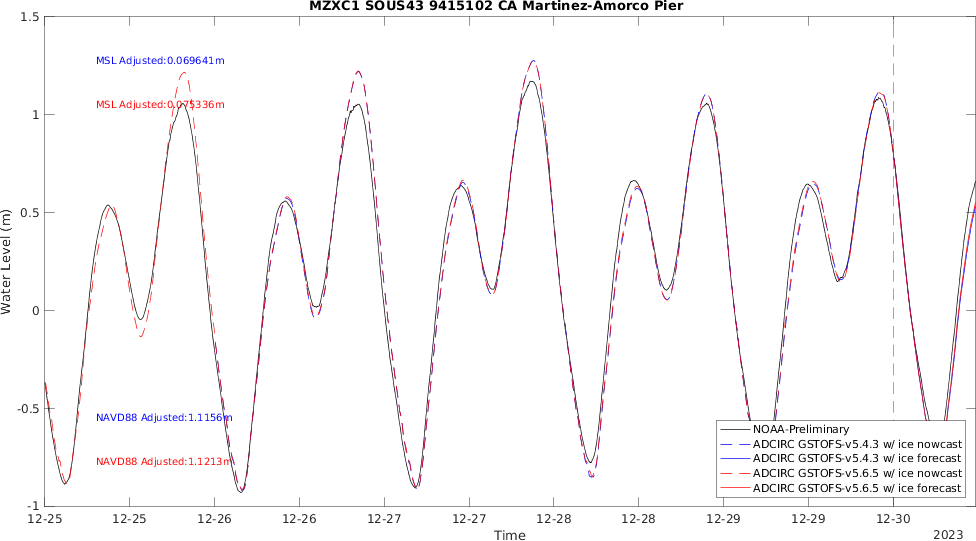 MZXC1 SOUS43 9415102 CA Martinez-Amorco Pier
1.5
1
0.5
0
-0.5
-1
Water Level (m)
MSL Adjusted:0.069641m
MSL Adjusted:0.075336m
NAVD88 Adjusted:1.1156m
NAVD88 Adjusted:1.1213m
NOAA-Preliminary
ADCIRC GSTOFS-v5.4.3 w/ ice nowcast
ADCIRC GSTOFS-v5.4.3 w/ ice forecast
ADCIRC GSTOFS-v5.6.5 w/ ice nowcast
ADCIRC GSTOFS-v5.6.5 w/ ice forecast
12-25 12-25 12-26 12-26 12-27 12-27 12-28 12-28 12-29 12-29 12-30
Time
2023